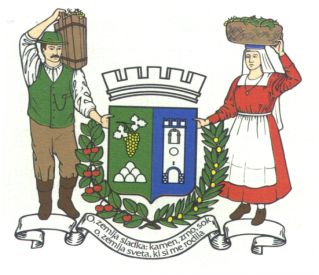 O zemlja sladka: kamen, zrno, sok
o, zemlja sveta, ki si me rodila